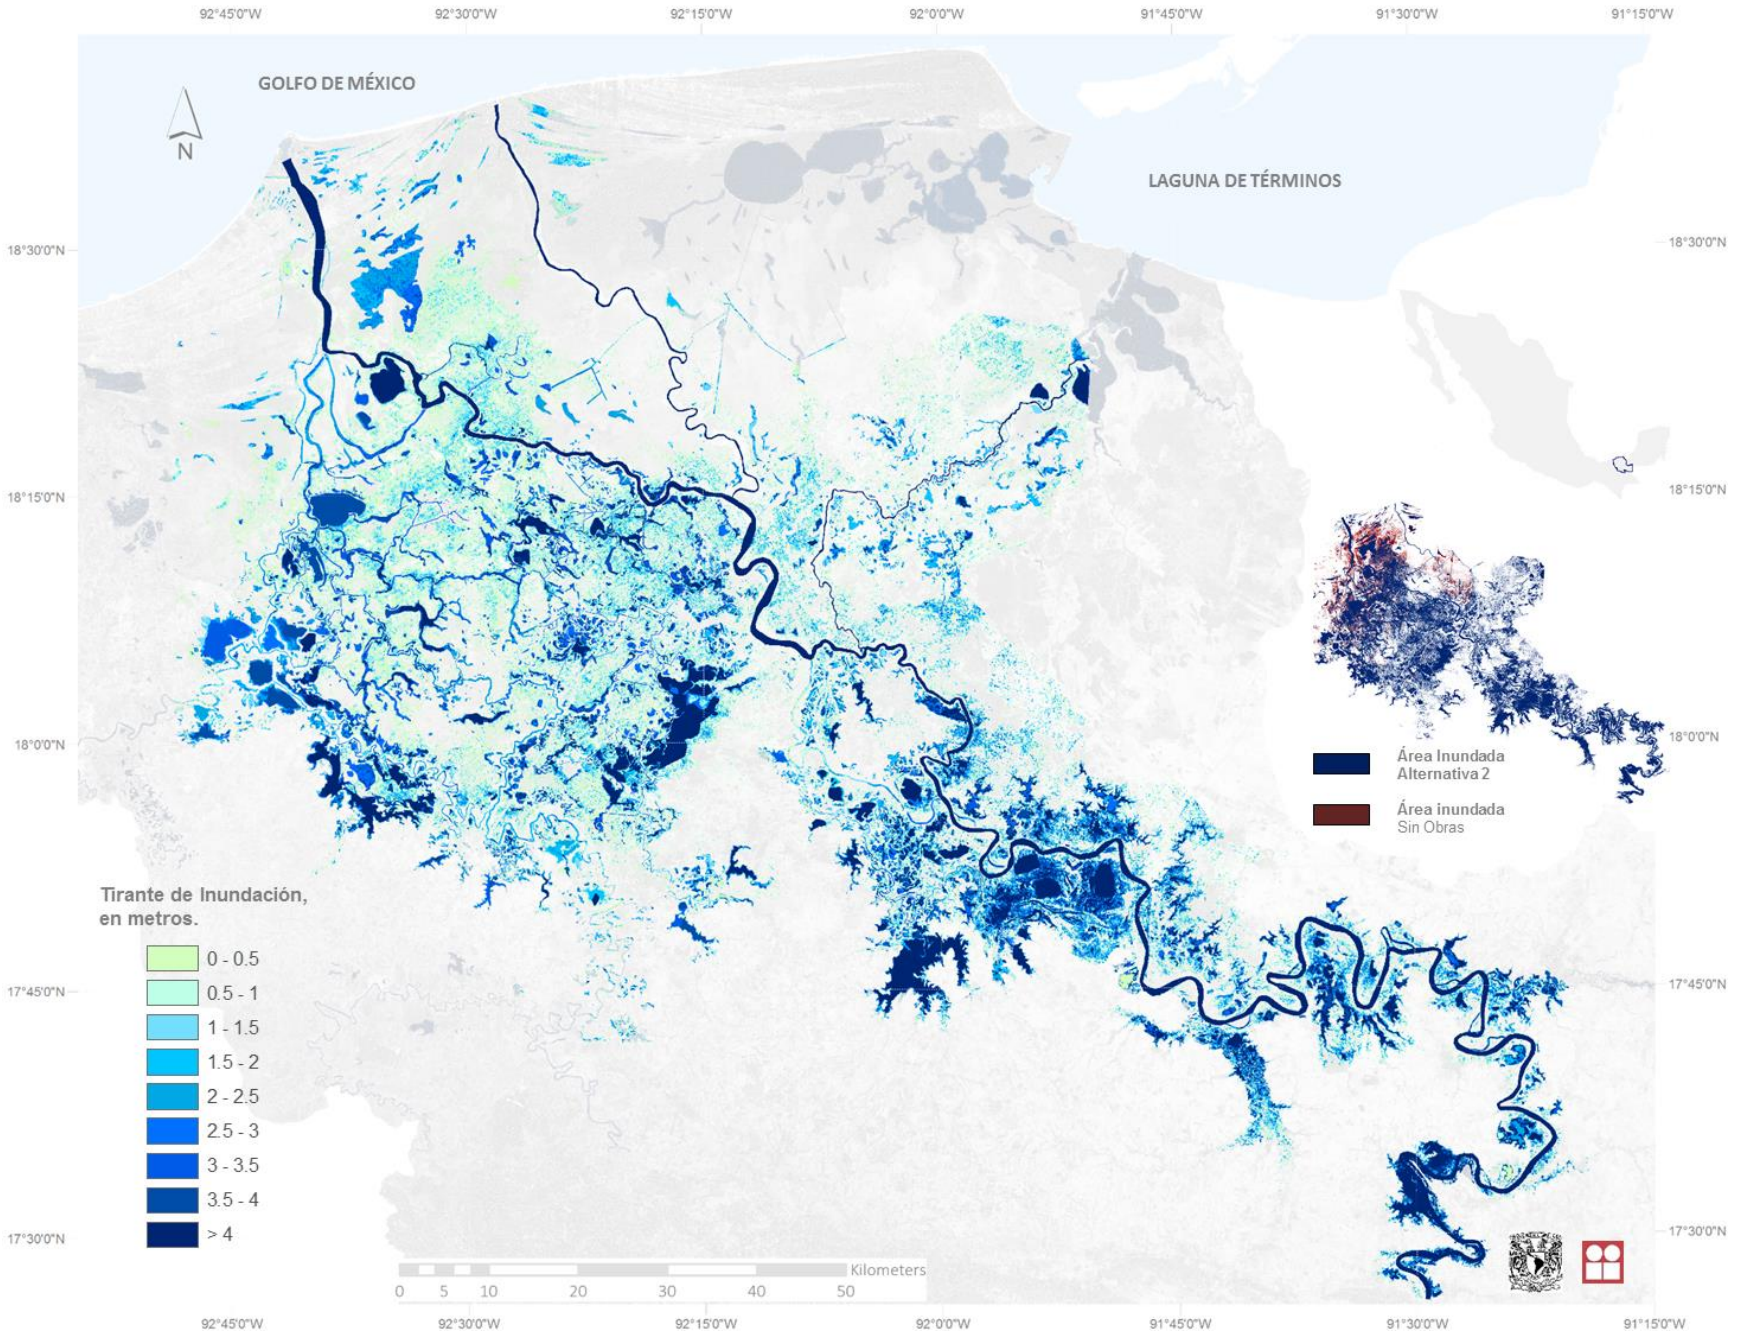 92°45'0"W 92°30'0"W 92°15'0"W 92°0'0"W 91°45'0"W 91°30'0"W 91°15'0"W
GOLFO DE MÉXICO
N
LAGUNA DE TÉRMINOS
18°30'0"N 18°30'0"N
18°15'0"N 18°15'0"N
18°0'0"N 18°0'0"N
Área Inundada
Alternativa 2
Área inundada
Sin Obras
Tirante de Inundación,
en metros.
0 - 0.5
0.5 - 1
1 - 1.5
1.5 - 2
2 - 2.5
2.5 - 3
3 - 3.5
3.5 - 4
> 4
17°45'0"N 17°45'0"N
17°30'0"N 17°30'0"N
Kilometers
0 5 10 20 30 40 50
92°45'0"W 92°30'0"W 92°15'0"W 92°0'0"W 91°45'0"W 91°30'0"W 91°15'0"W